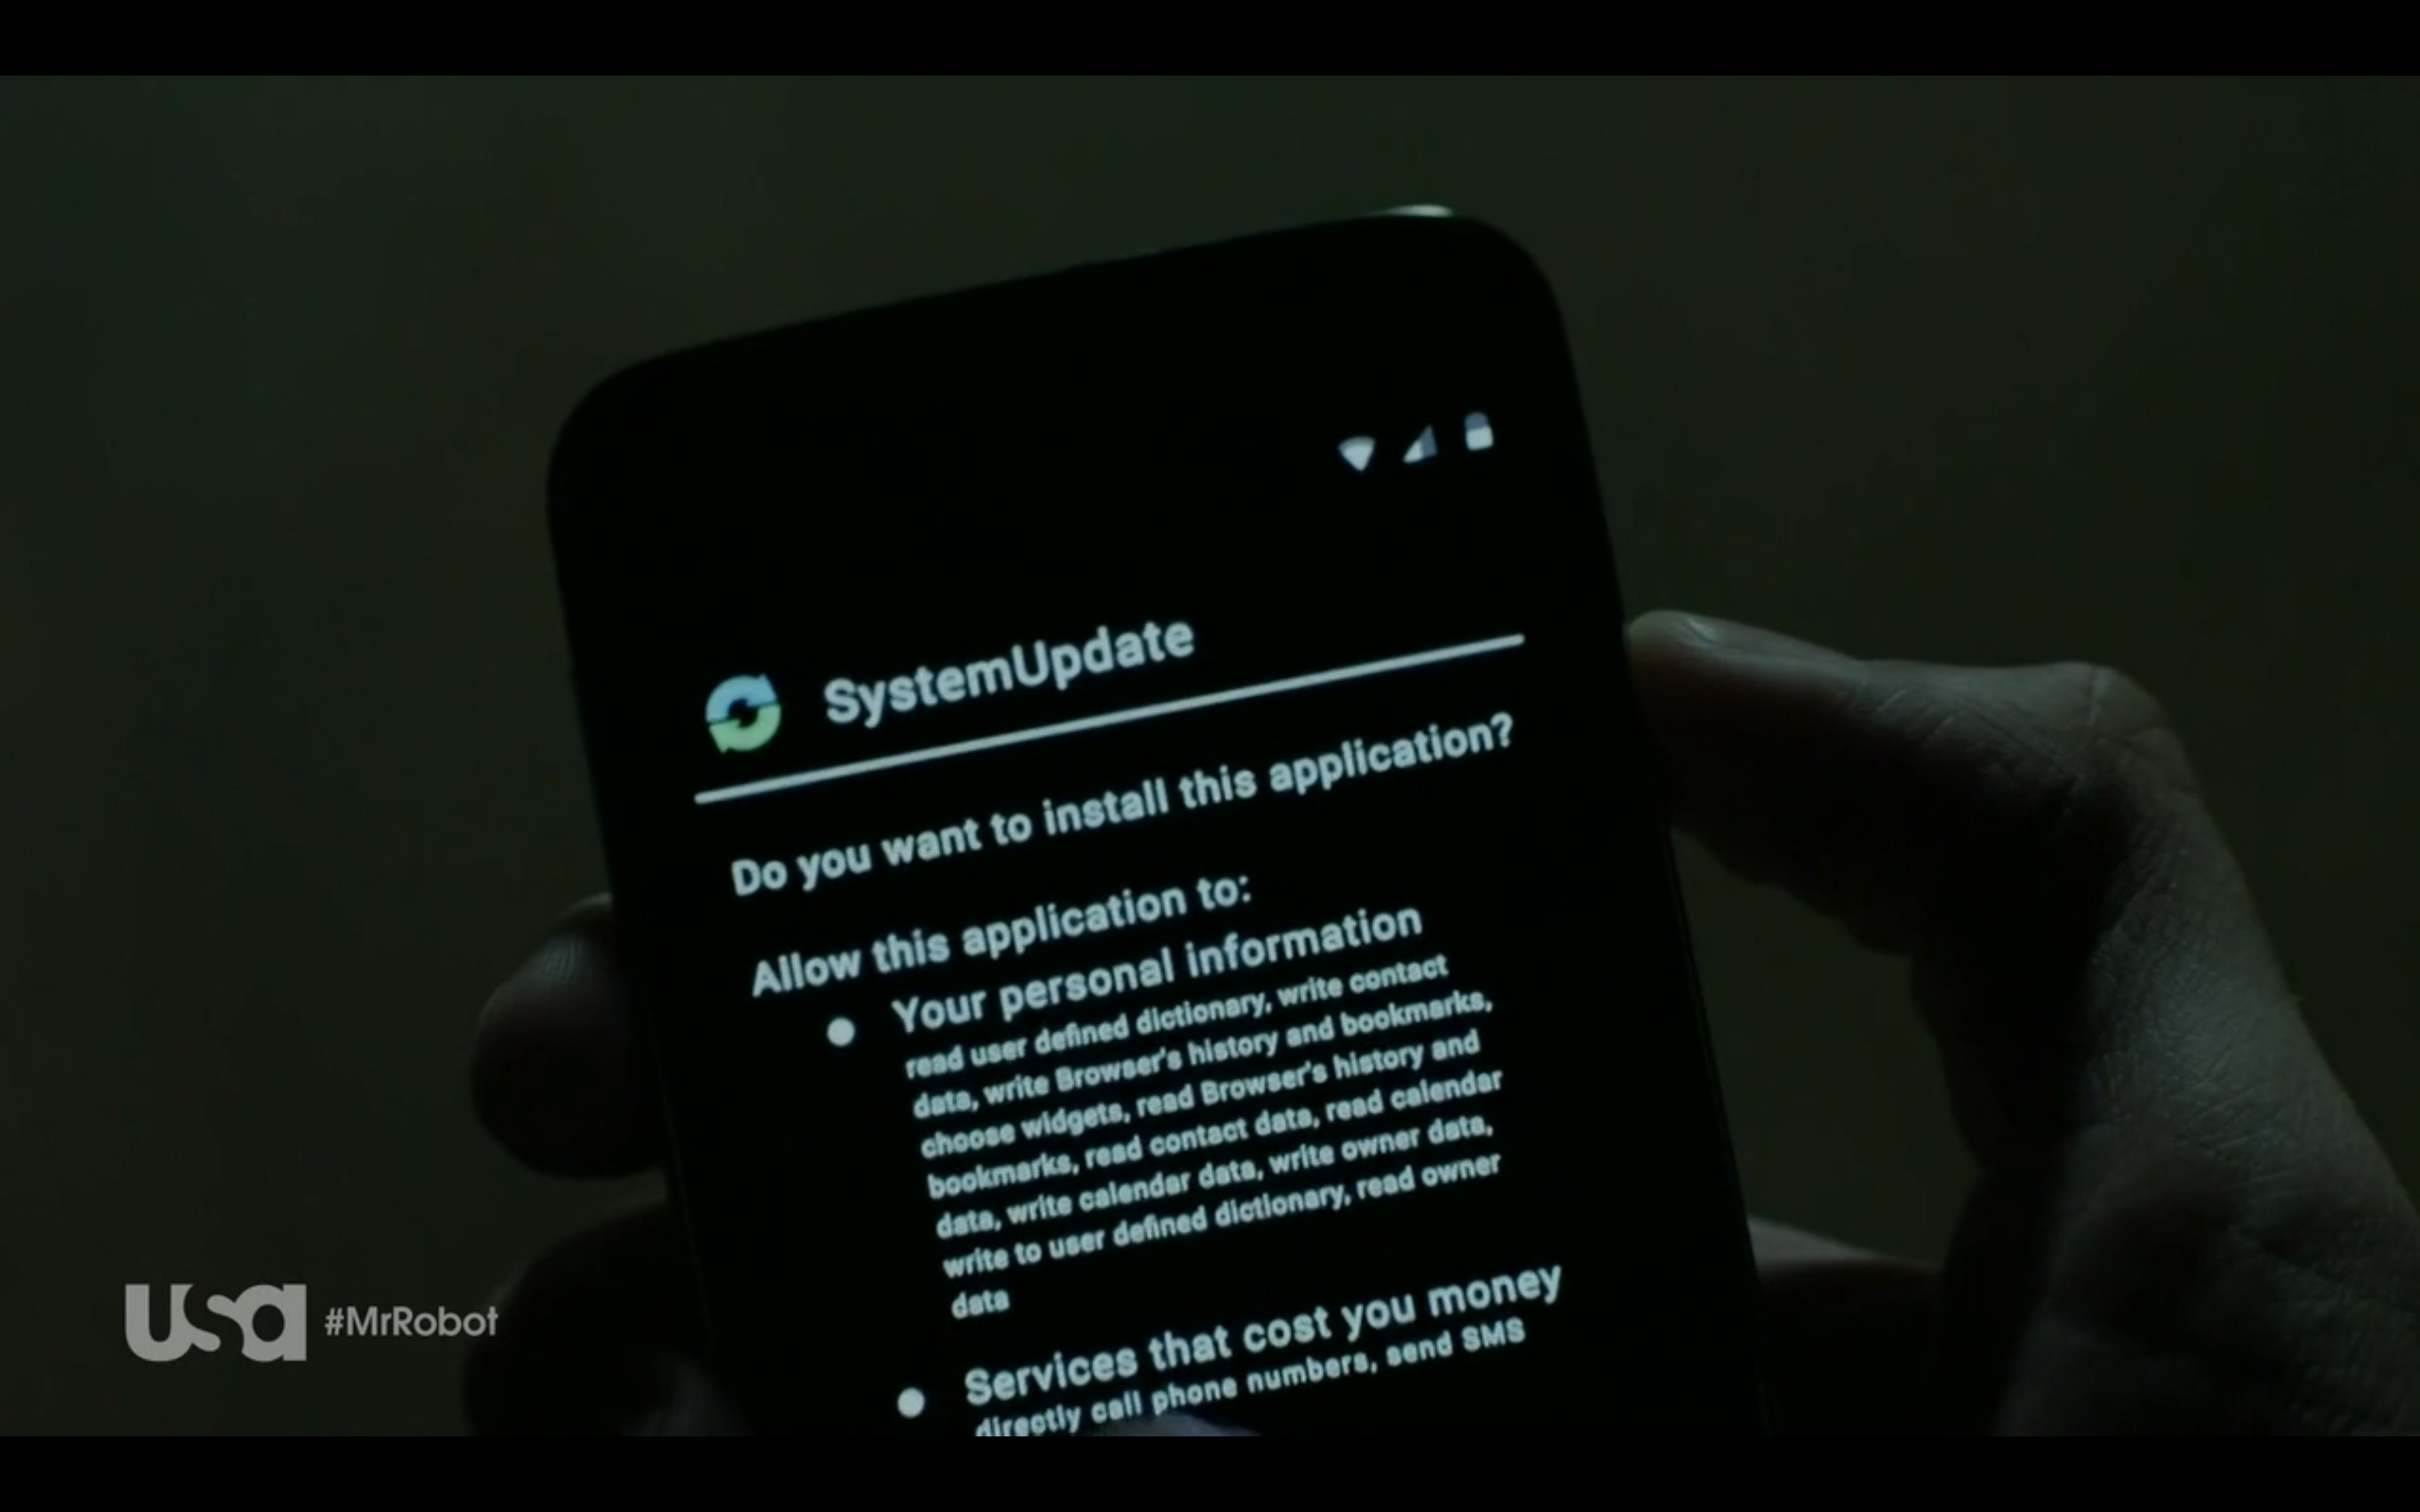 SystemUpdate
Do you want to install this application?
Allow this application to:
Your personal information
read user defined dictionary, write contact
data, write Browser's history and bookmarks,
choose widgets, read Browser's history and
bookmarks, read contact data, read calendar
data, write calendar data, write owner data,
write to user defined dictionary, read owner
data
Services that cost you money
directly call phone numbers, send SMS
usa #MrRobot